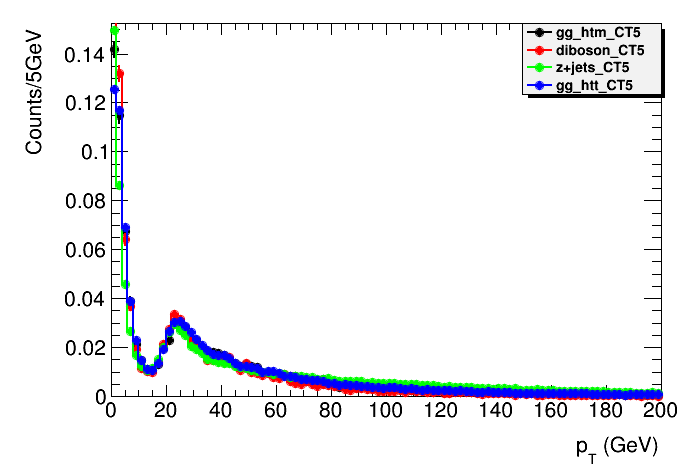 Counts/5GeV
0.14
0.12
0.1
0.08
0.06
0.04
0.02
0
0 20 40 60 80 100 120 140 160 180 200
p_T (GeV)
gg_htm_CT5
diboson_CT5
z+jets_CT5
gg_htt_CT5